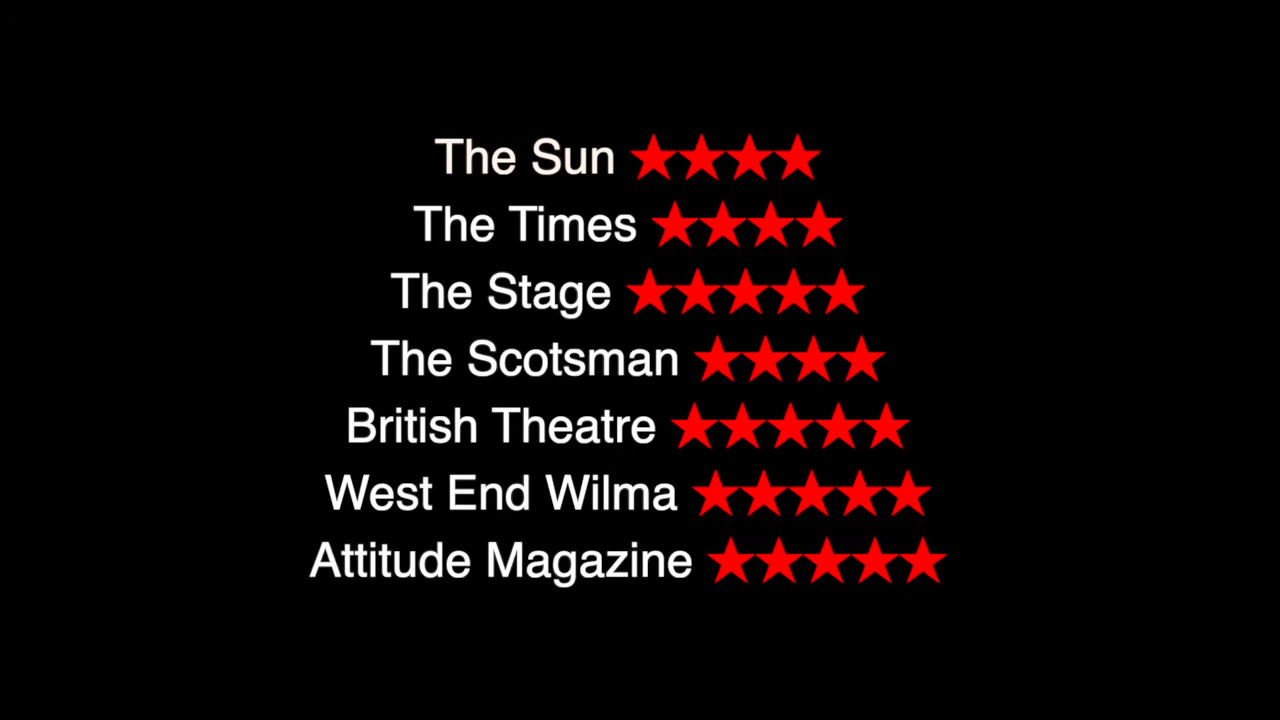 The Sun ★★★★
The Times ★★★★
The Stage ★★★★★
The Scotsman ★★★★
British Theatre ★★★★★
West End Wilma ★★★★★
Attitude Magazine ★★★★★